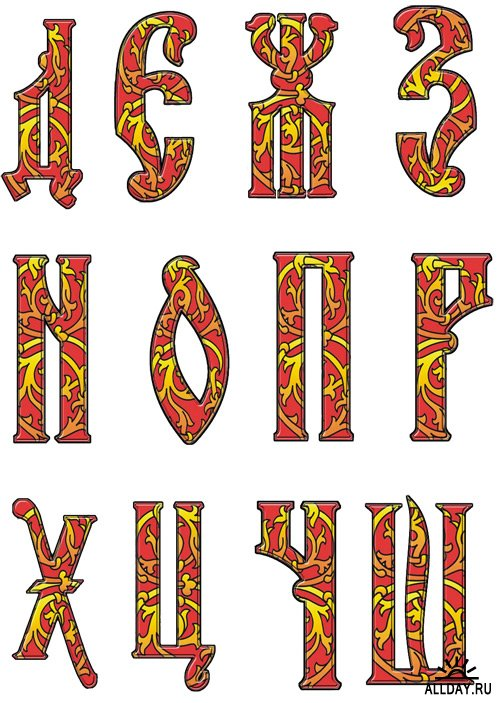 Д Е Ж З
Н О П Р
Х Ц Ч Ш
ALLDAY.RU